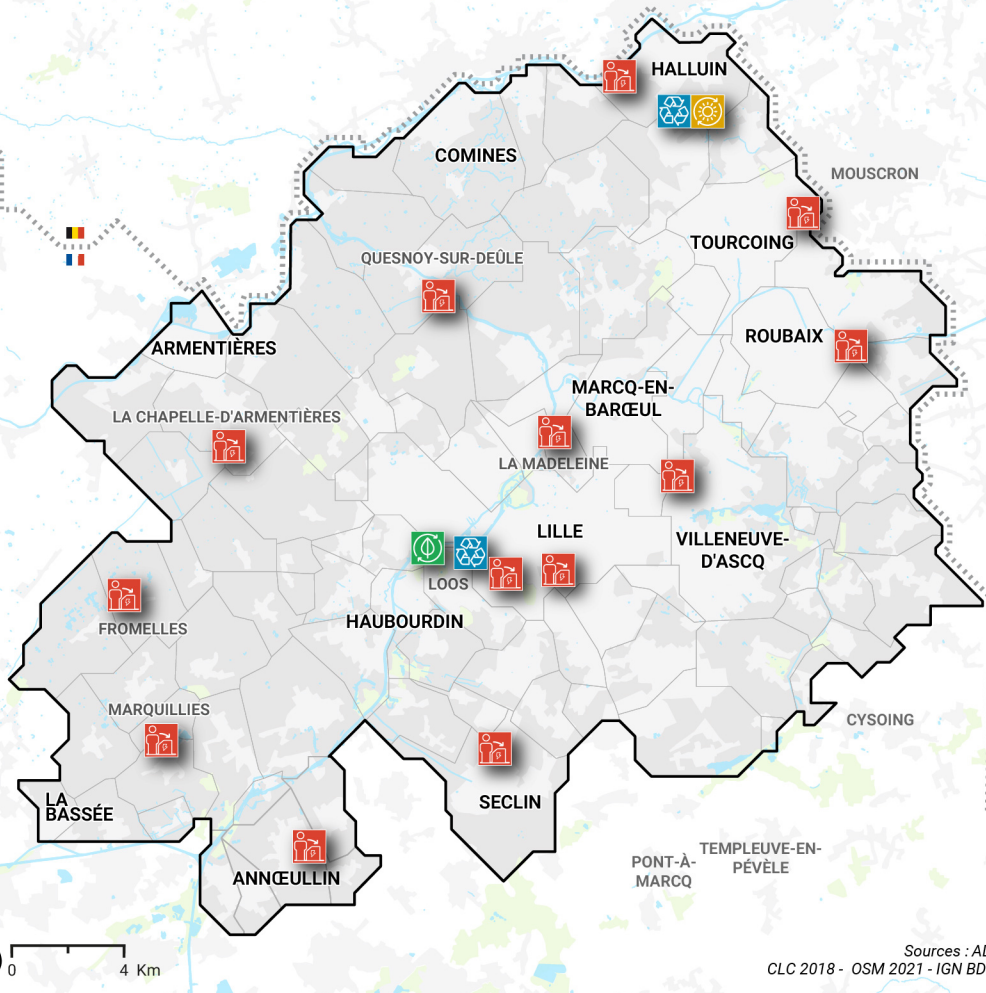 HALLUIN
COMINES
MOUSCRON
TOURCOING
QUESNOY-SUR-DEÛLE
ROUBAIX
ARMENTIÈRES
MARCQ-EN-
BARŒUL
LA CHAPELLE-D'ARMENTIÈRES
LA MADELEINE
LILLE
VILLENEUVE-
D'ASCQ
LOOS
HAUBOURDIN
FROMELLES
MARQUILLIES
CYSOING
LA
BASSÉE
SECLIN
TEMPLEUVE-EN-
PÉVÈLE
PONT-À-
MARCQ
ANNŒULLIN
0 4 Km
Sources :
CLC 2018 - OSM 2021 - IGN BD